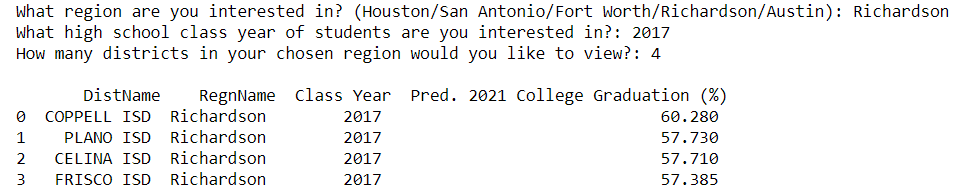 What region are you interested in? (Houston/San Antonio/Fort Worth/Richardson/Austin): Richardson
What high school class year of students are you interested in?: 2017
How many districts in your chosen region would you like to view?: 4
DistName RegnName Class Year Pred. 2021 College Graduation (%)
0 COPPELL ISD Richardson 2017 60.280
1 PLANO ISD Richardson 2017 57.730
2 CELINA ISD Richardson 2017 57.710
3 FRISCO ISD Richardson 2017 57.385